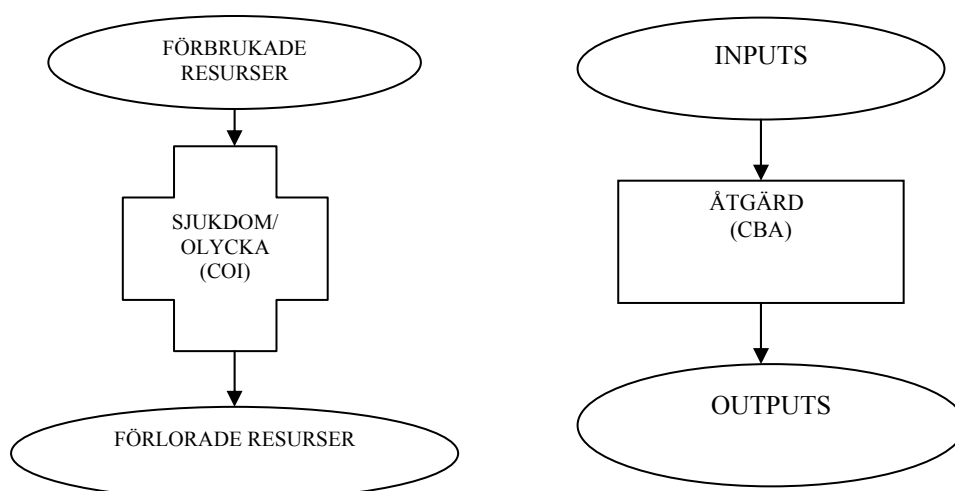 FÖRBRUKADE
RESURSER
SJUKDOM/
OLYCKA
(COI)
FÖRLORADE RESURSER
INPUTS
ÅTGÄRD
(CBA)
OUTPUTS